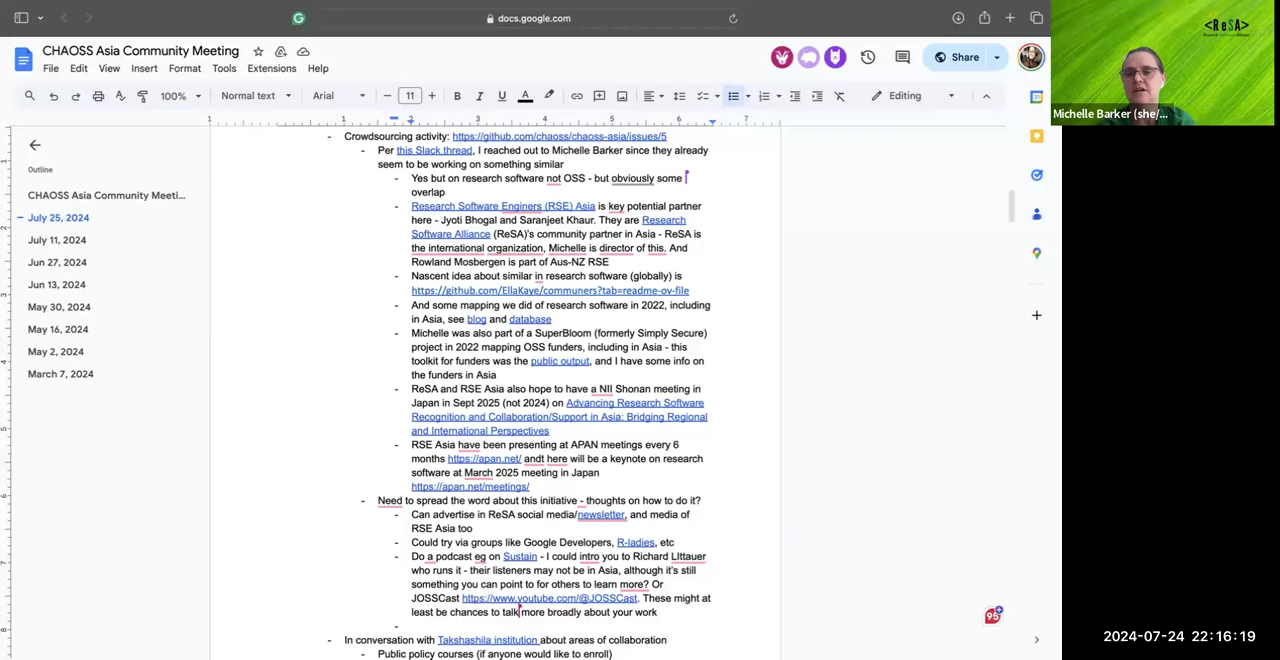 docs.google.com
<ReSA>
CHAOSS Asia Community Meeting
File Edit View Insert Format Tools Extensions Help
Share
100% Normal text Arial 11 Editing
Michelle Barker (she/...
1 1 2 3 4 5 6 7
Outline
CHAOSS Asia Community Meeti...
July 25, 2024
July 11, 2024
Jun 27, 2024
Jun 13, 2024
May 30, 2024
May 16, 2024
May 2, 2024
March 7, 2024
- Crowdsourcing activity: https://github.com/chaoss/chaoss-asia/issues/5
- Per this Slack thread, I reached out to Michelle Barker since they already
seem to be working on something similar
- Yes but on research software not OSS - but obviously some
overlap
- Research Software Enginers (RSE) Asia is key potential partner
here - Jyoti Bhogal and Saranjeet Khaur. They are Research
Software Alliance (ReSA)'s community partner in Asia - ReSA is
the international organization, Michelle is director of this. And
Rowland Mosbergen is part of Aus-NZ RSE
- Nascent idea about similar in research software (globally) is
https://github.com/EllaKaye/communers?tab=readme-ov-file
- And some mapping we did of research software in 2022, including
in Asia, see blog and database
- Michelle was also part of a SuperBloom (formerly Simply Secure)
project in 2022 mapping OSS funders, including in Asia - this
toolkit for funders was the public output, and I have some info on
the funders in Asia
- ReSA and RSE Asia also hope to have a NII Shonan meeting in
Japan in Sept 2025 (not 2024) on Advancing Research Software
Recognition and Collaboration/Support in Asia: Bridging Regional
and International Perspectives
- RSE Asia have been presenting at APAN meetings every 6
months https://apan.net/ andt here will be a keynote on research
software at March 2025 meeting in Japan
https://apan.net/meetings/
- Need to spread the word about this initiative - thoughts on how to do it?
- Can advertise in ReSA social media/newsletter, and media of
RSE Asia too
- Could try via groups like Google Developers, R-ladies, etc
- Do a podcast eg on Sustain - I could intro you to Richard LIttauer
who runs it - their listeners may not be in Asia, although it's still
something you can point to for others to learn more? Or
JOSSCast https://www.youtube.com/@JOSSCast. These might at
least be chances to talk more broadly about your work
-
- In conversation with Takshashila institution about areas of collaboration
- Public policy courses (if anyone would like to enroll)
95
2024-07-24 22:16:19